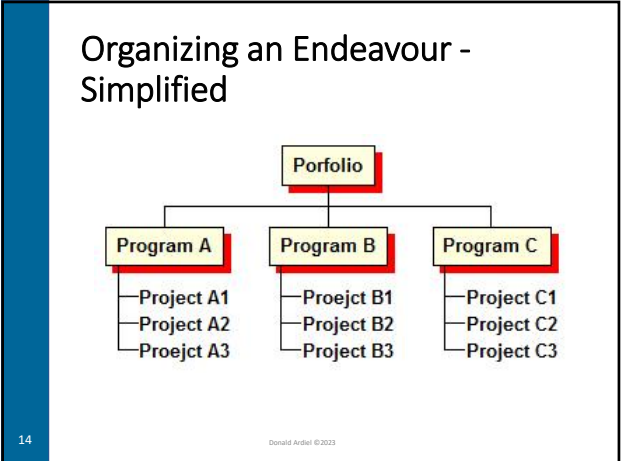 Organizing an Endeavour -
Simplified
Porfolio
Program A
Program B
Program C
Project A1
Project A2
Proejct A3
Proejct B1
Project B2
Project B3
Project C1
Project C2
Project C3
14
Donald Ardiel ©2023